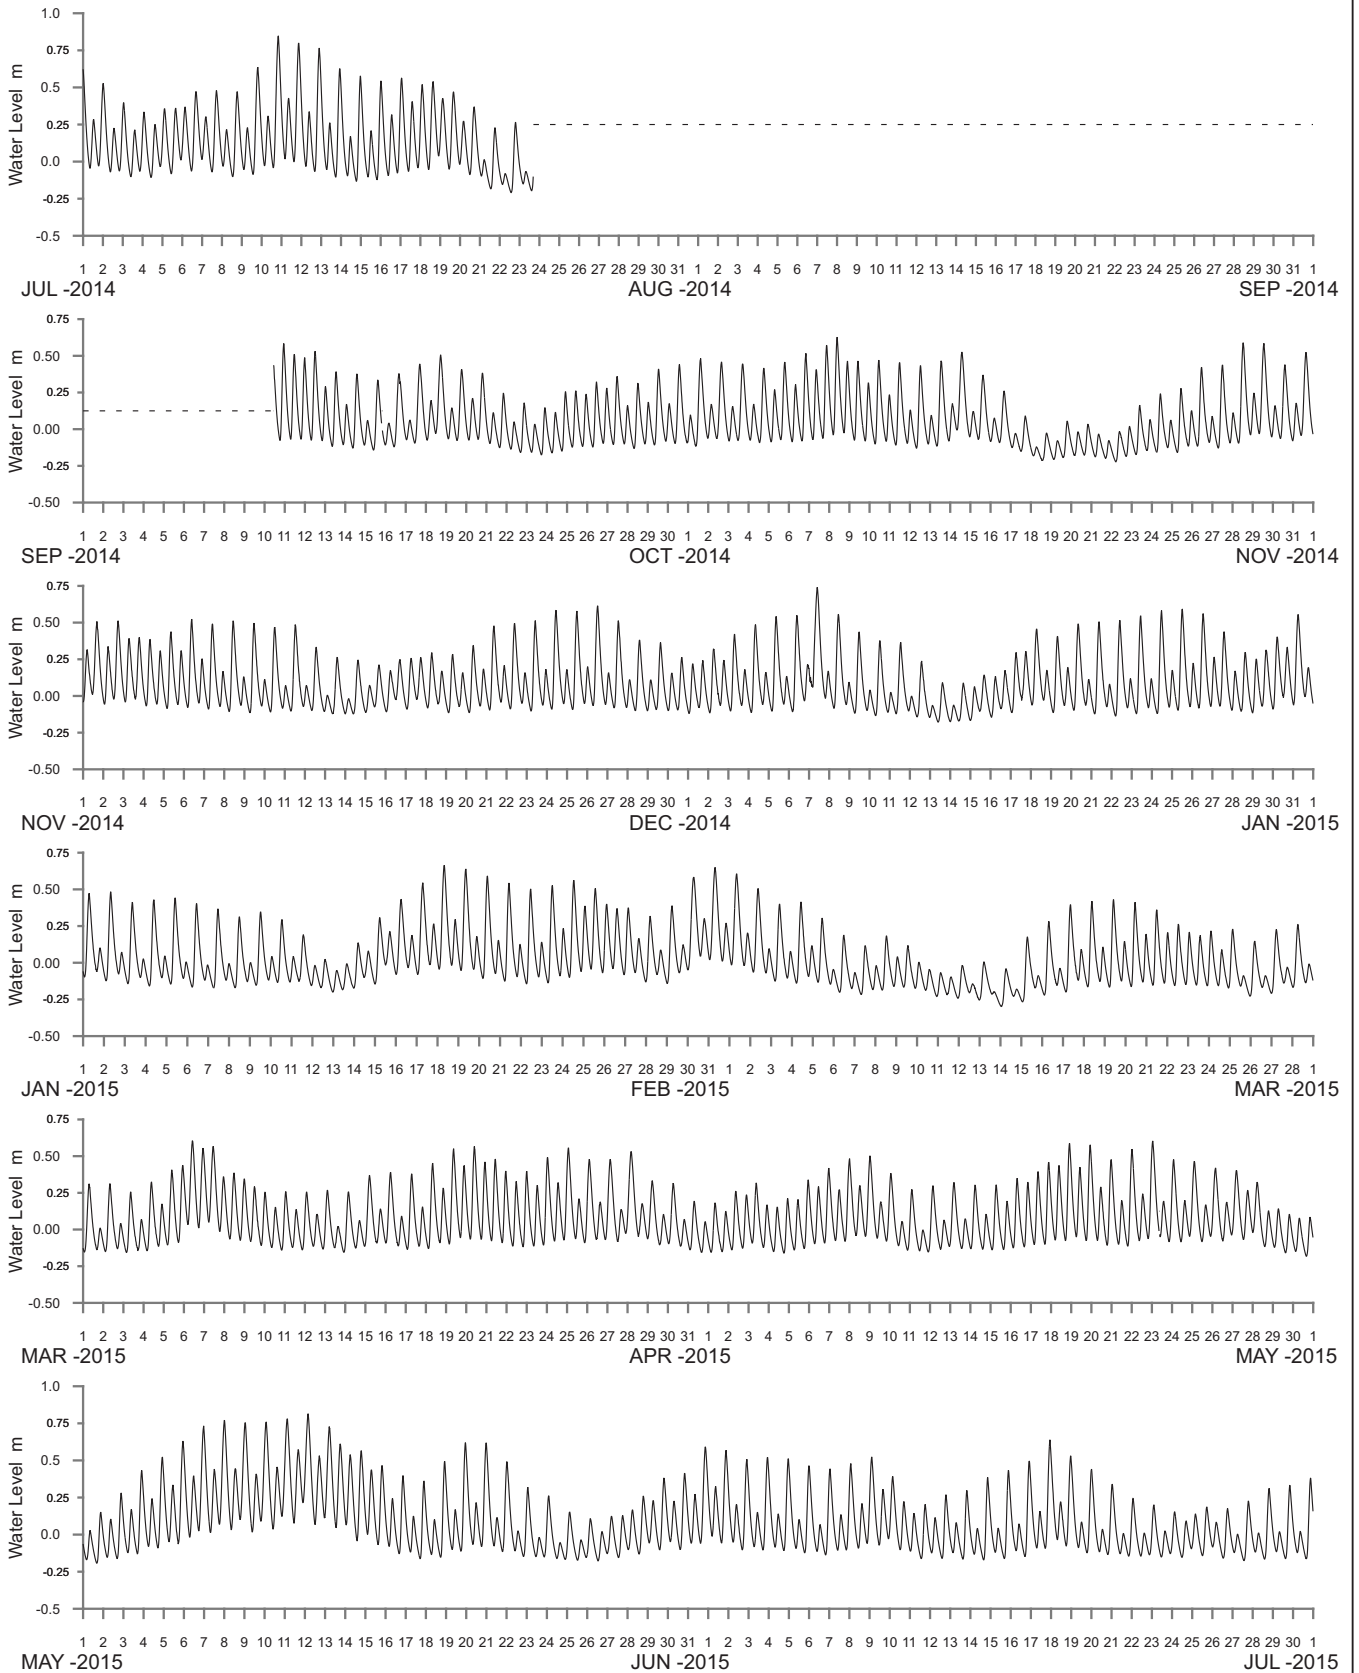 1.0
0.75
0.5
0.25
0.0
-0.25
-0.5
Water Level m
1 2 3 4 5 6 7 8 9 10 11 12 13 14 15 16 17 18 19 20 21 22 23 24 25 26 27 28 29 30 31 1 2 3 4 5 6 7 8 9 10 11 12 13 14 15 16 17 18 19 20 21 22 23 24 25 26 27 28 29 30 31 1
JUL -2014 AUG -2014 SEP -2014
0.75
0.50
0.25
0.00
-0.25
-0.50
Water Level m
1 2 3 4 5 6 7 8 9 10 11 12 13 14 15 16 17 18 19 20 21 22 23 24 25 26 27 28 29 30 1 2 3 4 5 6 7 8 9 10 11 12 13 14 15 16 17 18 19 20 21 22 23 24 25 26 27 28 29 30 31 1
SEP -2014 OCT -2014 NOV -2014
0.75
0.50
0.25
0.00
-0.25
-0.50
Water Level m
1 2 3 4 5 6 7 8 9 10 11 12 13 14 15 16 17 18 19 20 21 22 23 24 25 26 27 28 29 30 1 2 3 4 5 6 7 8 9 10 11 12 13 14 15 16 17 18 19 20 21 22 23 24 25 26 27 28 29 30 31 1
NOV -2014 DEC -2014 JAN -2015
0.75
0.50
0.25
0.00
-0.25
-0.50
Water Level m
1 2 3 4 5 6 7 8 9 10 11 12 13 14 15 16 17 18 19 20 21 22 23 24 25 26 27 28 29 30 31 1 2 3 4 5 6 7 8 9 10 11 12 13 14 15 16 17 18 19 20 21 22 23 24 25 26 27 28 1
JAN -2015 FEB -2015 MAR -2015
0.75
0.50
0.25
0.00
-0.25
-0.50
Water Level m
1 2 3 4 5 6 7 8 9 10 11 12 13 14 15 16 17 18 19 20 21 22 23 24 25 26 27 28 29 30 31 1 2 3 4 5 6 7 8 9 10 11 12 13 14 15 16 17 18 19 20 21 22 23 24 25 26 27 28 29 30 1
MAR -2015 APR -2015 MAY -2015
1.0
0.75
0.5
0.25
0.0
-0.25
-0.5
Water Level m
1 2 3 4 5 6 7 8 9 10 11 12 13 14 15 16 17 18 19 20 21 22 23 24 25 26 27 28 29 30 31 1 2 3 4 5 6 7 8 9 10 11 12 13 14 15 16 17 18 19 20 21 22 23 24 25 26 27 28 29 30 1
MAY -2015 JUN -2015 JUL -2015